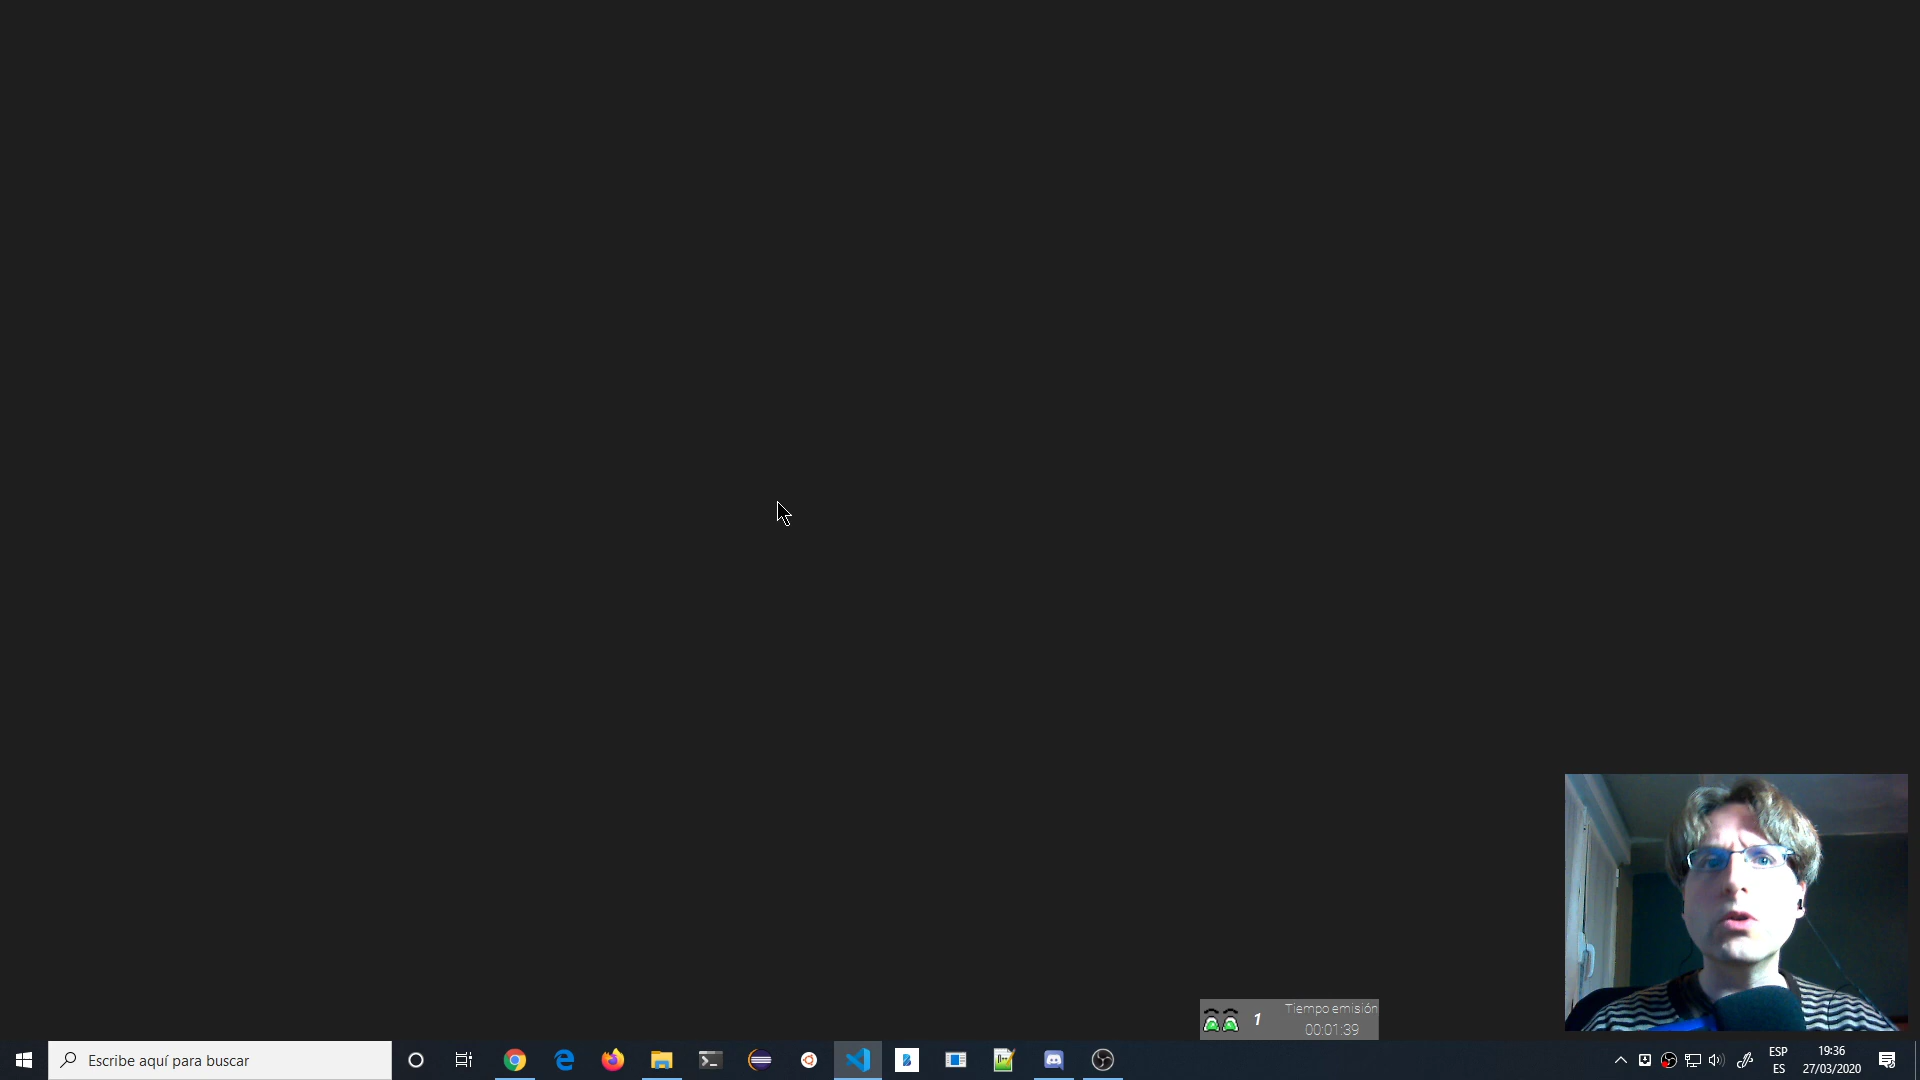 1
Tiempo emisión
00:01:39
Escribe aquí para buscar
ESP
ES
19:36
27/03/2020